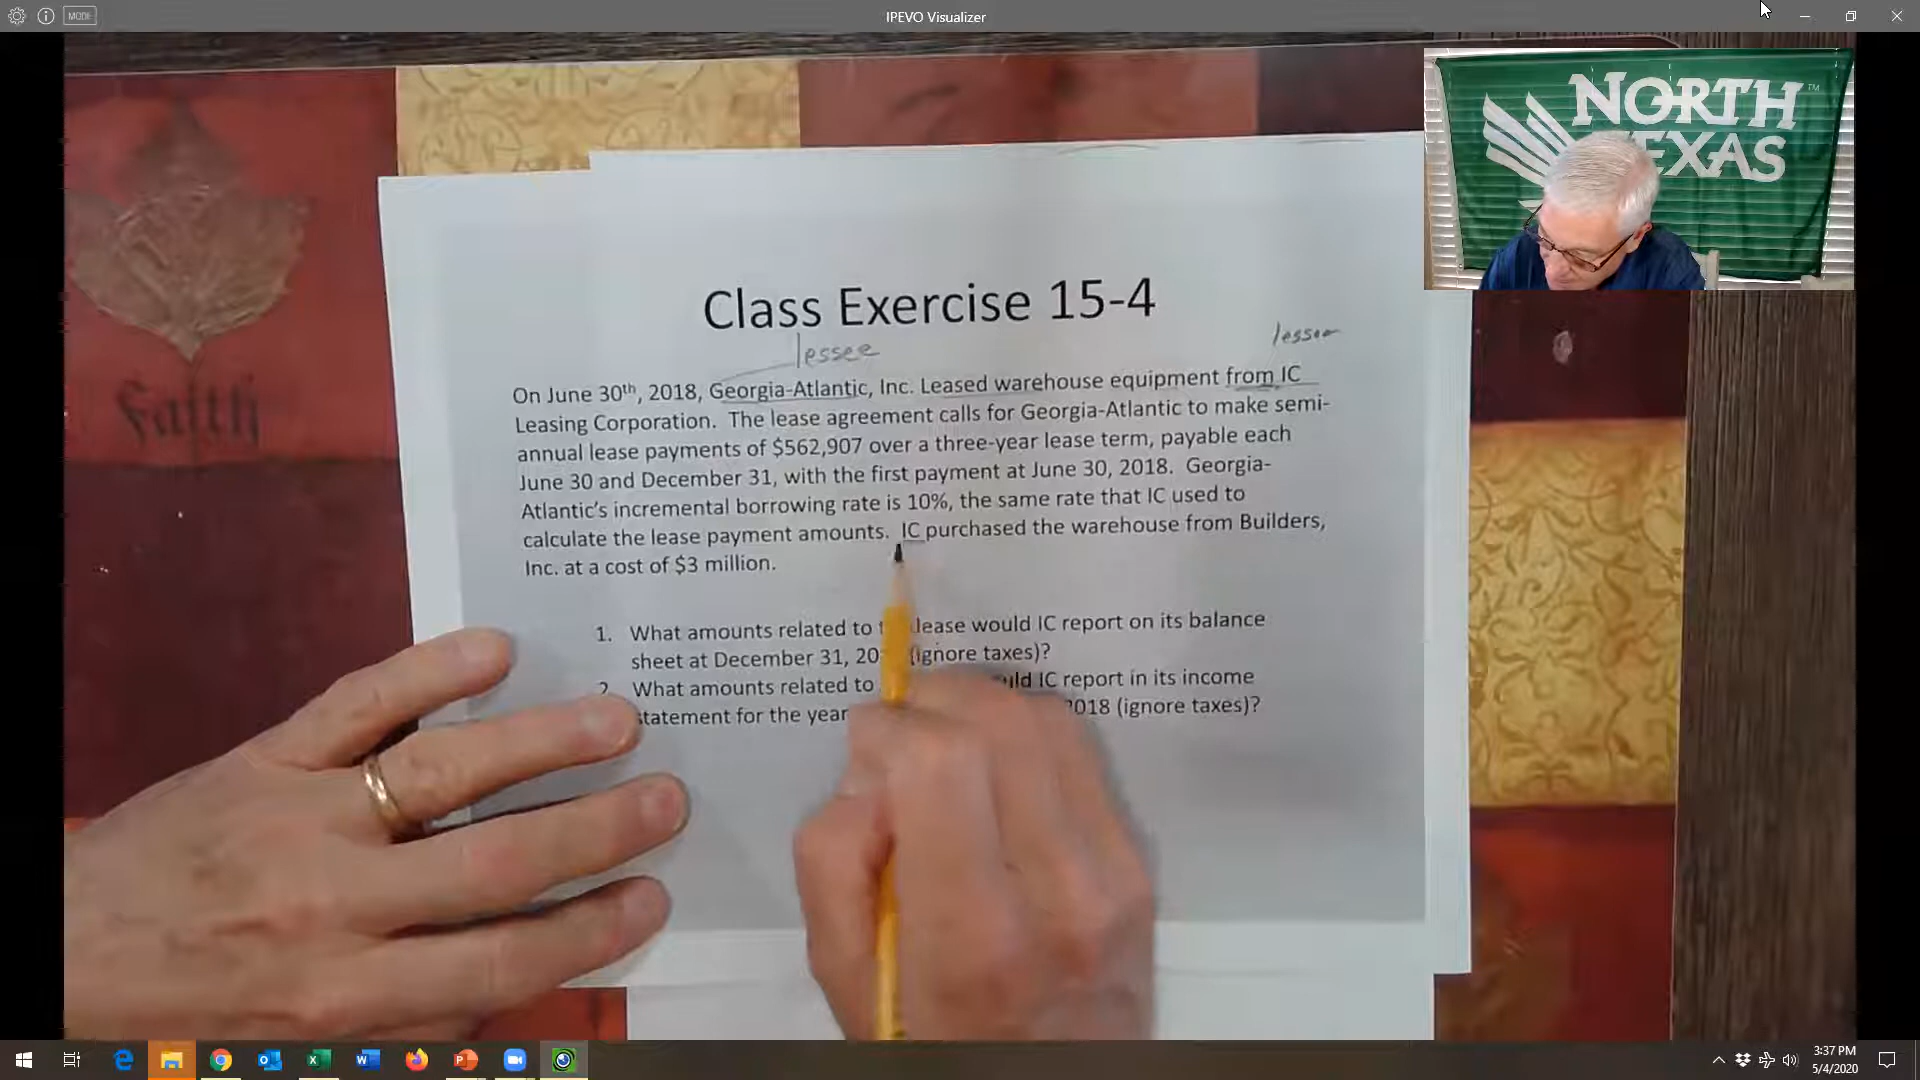 MODE
IPEVO Visualizer
NORTH
TEXAS
TM
Class Exercise 15-4
lessee
lessor
On June 30th, 2018, Georgia-Atlantic, Inc. Leased warehouse equipment from IC
Leasing Corporation. The lease agreement calls for Georgia-Atlantic to make semi-
annual lease payments of $562,907 over a three-year lease term, payable each
June 30 and December 31, with the first payment at June 30, 2018. Georgia-
Atlantic's incremental borrowing rate is 10%, the same rate that IC used to
calculate the lease payment amounts. IC purchased the warehouse from Builders,
Inc. at a cost of $3 million.
1. What amounts related to lease would IC report on its balance
sheet at December 31, 20 (ignore taxes)?
2. What amounts related to IC report in its income
statement for the year 2018 (ignore taxes)?
Faith
3:37 PM
5/4/2020